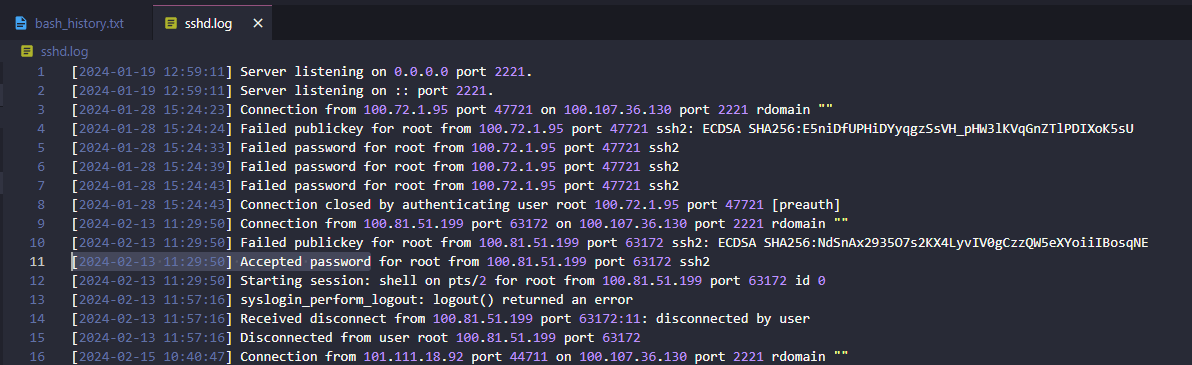 bash_history.txt
sshd.log
sshd.log
1 [2024-01-19 12:59:11] Server listening on 0.0.0.0 port 2221.
2 [2024-01-19 12:59:11] Server listening on :: port 2221.
3 [2024-01-28 15:24:23] Connection from 100.72.1.95 port 47721 on 100.107.36.130 port 2221 rdomain ""
4 [2024-01-28 15:24:24] Failed publickey for root from 100.72.1.95 port 47721 ssh2: ECDSA SHA256:E5niDfUPHiDYyqgzSsVH_pHW3lKVqGnZTlPDIXoK5sU
5 [2024-01-28 15:24:33] Failed password for root from 100.72.1.95 port 47721 ssh2
6 [2024-01-28 15:24:39] Failed password for root from 100.72.1.95 port 47721 ssh2
7 [2024-01-28 15:24:43] Failed password for root from 100.72.1.95 port 47721 ssh2
8 [2024-01-28 15:24:43] Connection closed by authenticating user root 100.72.1.95 port 47721 [preauth]
9 [2024-02-13 11:29:50] Connection from 100.81.51.199 port 63172 on 100.107.36.130 port 2221 rdomain ""
10 [2024-02-13 11:29:50] Failed publickey for root from 100.81.51.199 port 63172 ssh2: ECDSA SHA256:NdSnAx2935O7s2KX4LyvIV0gCzzQW5eXYoiiIBosqNE
11 [2024-02-13 11:29:50] Accepted password for root from 100.81.51.199 port 63172 ssh2
12 [2024-02-13 11:29:50] Starting session: shell on pts/2 for root from 100.81.51.199 port 63172 id 0
13 [2024-02-13 11:57:16] syslogin_perform_logout: logout() returned an error
14 [2024-02-13 11:57:16] Received disconnect from 100.81.51.199 port 63172:11: disconnected by user
15 [2024-02-13 11:57:16] Disconnected from user root 100.81.51.199 port 63172
16 [2024-02-15 10:40:47] Connection from 101.111.18.92 port 44711 on 100.107.36.130 port 2221 rdomain ""